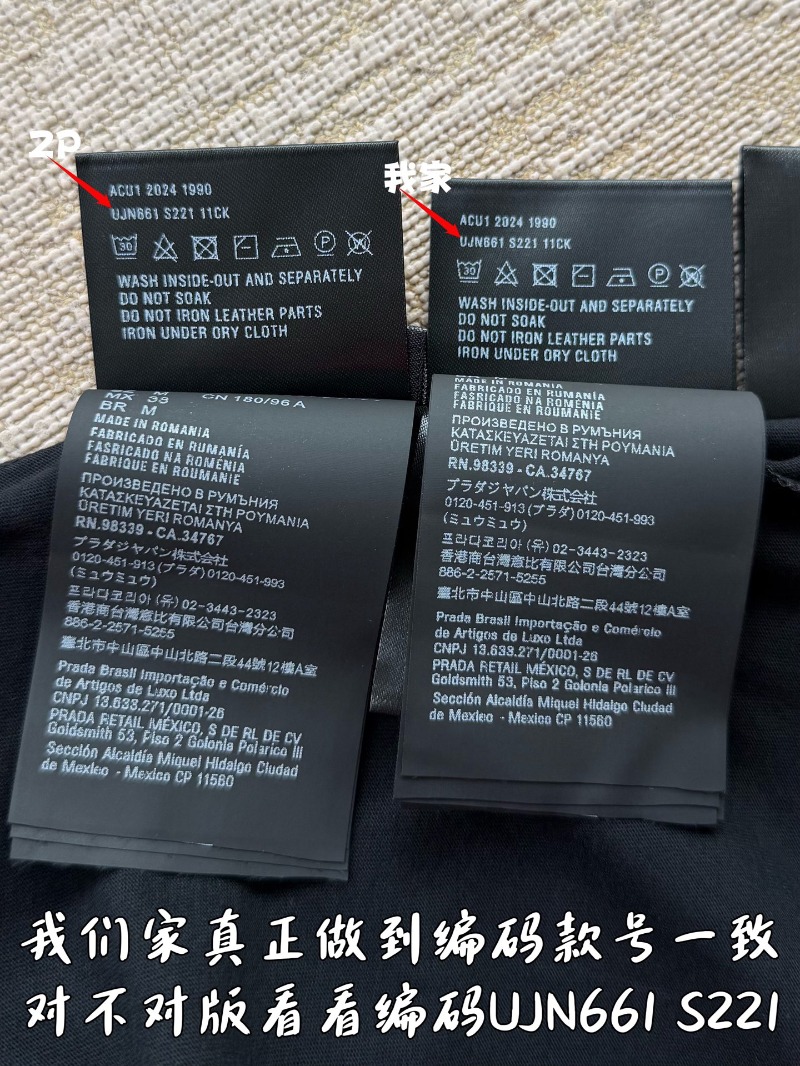 2P
ACU1 2024 1990
UJN661 S221 11CK
30
P
WASH INSIDE-OUT AND SEPARATELY
DO NOT SOAK
DO NOT IRON LEATHER PARTS
IRON UNDER DRY CLOTH
MX 39
CN 180/96 A
BR M
MADE IN ROMANIA
FABRICADO EN RUMANÍA
FASRICADO NA ROMÉNIA
FABRIQUE EN ROUMANIE
ПРОИЗВЕДЕНО В РУМЪНИЯ
ΚΑΤΑΣΚΕΥΑΖΕΤΑΙ ΣΤΗ ΡΟΥΜΑΝΙΑ
ÜRETIM YERI ROMANYA
RN.98339 - CA.34767
プラダジャパン株式会社
0120-451-913 (プラダ) 0120-451-993
(ミュウミュウ)
프라다코리아 (유) 02-3443-2323
香港商台灣意比有限公司台灣分公司
886-2-2571-5255
臺北市中山區中山北路二段44號12樓A室
Prada Brasil Importação e Comércio
de Artigos de Luxo Ltda
CNPJ 13.633.271/0001-26
PRADA RETAIL MÉXICO, S DE RL DE CV
Goldsmith 53, Piso 2 Golonia Polarico III
Sección Alcaldía Miquel Hidalgo Ciudad
de Mexico - Mexico CP 11560
我家
ACU1 2024 1990
UJN661 S221 11CK
30
P
WASH INSIDE-OUT AND SEPARATELY
DO NOT SOAK
DO NOT IRON LEATHER PARTS
IRON UNDER DRY CLOTH
MADE IN ROMANIA
FABRICADO EN RUMANÍA
FASRICADO NA ROMÉNIA
FABRIQUE EN ROUMANIE
ПРОИЗВЕДЕНО В РУМЪНИЯ
ΚΑΤΑΣΚΕΥΑΖΕΤΑΙ ΣΤΗ ΡΟΥΜΑΝΙΑ
ÜRETIM YERI ROMANYA
RN.98339 - CA.34767
プラダジャパン株式会社
0120-451-913 (プラダ) 0120-451-993
(ミュウミュウ)
프라다코리아 (유) 02-3443-2323
香港商台灣意比有限公司台灣分公司
886-2-2571-5255
臺北市中山區中山北路二段44號12樓A室
Prada Brasil Importação e Comércio
de Artigos de Luxo Ltda
CNPJ 13.633.271/0001-26
PRADA RETAIL MÉXICO, S DE RL DE CV
Goldsmith 53, Piso 2 Golonia Polarico III
Sección Alcaldía Miquel Hidalgo Ciudad
de Mexico - Mexico CP 11560
我们家真正做到编码款号一致
对不对版看看编码UJN661 S221